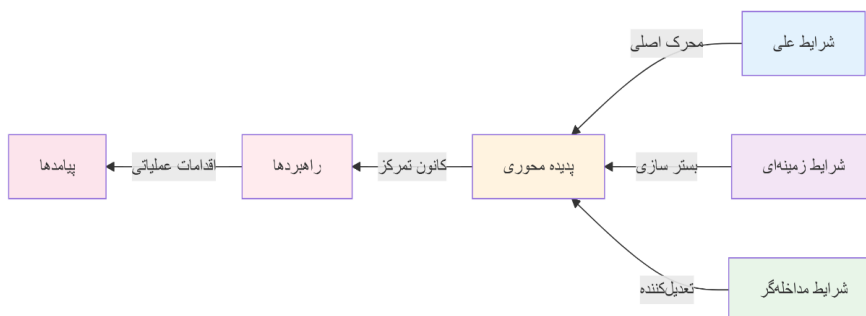 شرایط علی
محرک اصلی
شرایط زمینه‌ای
بستر سازی
پدیده محوری
کانون تمرکز
راهبردها
اقدامات عملیاتی
پیامدها
شرایط مداخله‌گر
تعدیل‌کننده